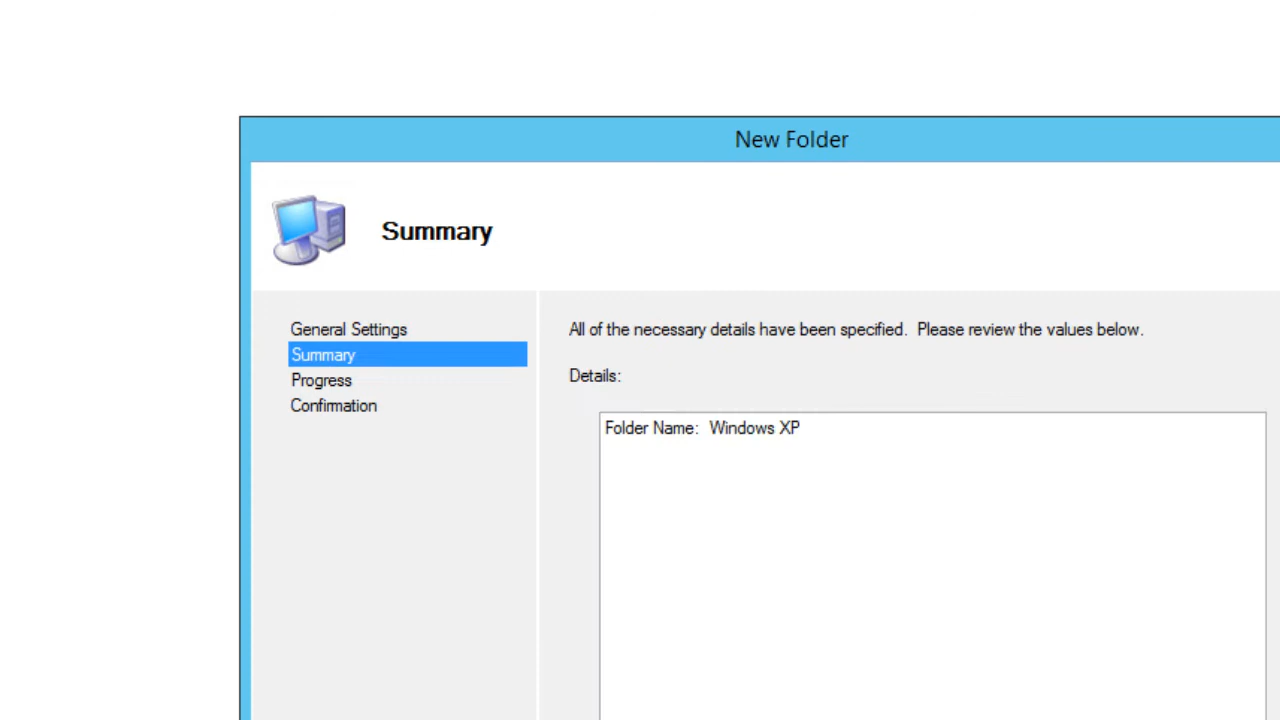 New Folder
Summary
General Settings
Summary
Progress
Confirmation
All of the necessary details have been specified.  Please review the values below.
Details:
Folder Name:  Windows XP